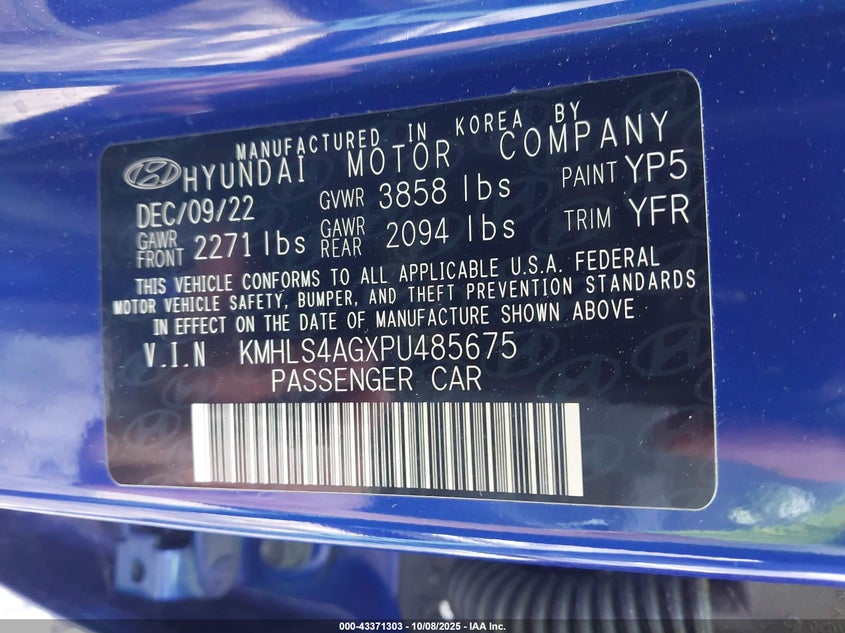 MANUFACTURED IN KOREA BY
HYUNDAI MOTOR COMPANY
DEC/09/22 GVWR 3858 lbs PAINT YP5
GAWR FRONT 2271 lbs GAWR REAR 2094 lbs TRIM YFR
THIS VEHICLE CONFORMS TO ALL APPLICABLE U.S.A. FEDERAL
MOTOR VEHICLE SAFETY, BUMPER, AND THEFT PREVENTION STANDARDS
IN EFFECT ON THE DATE OF MANUFACTURE SHOWN ABOVE
V.I.N KMHLS4AGXPU485675
PASSENGER CAR
000-43371303 - 10/08/2025 - IAA Inc.